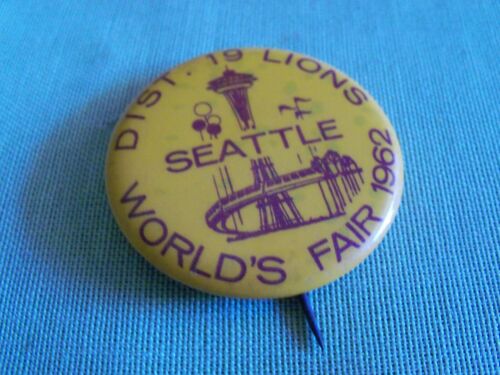 DIST. 19 LIONS
SEATTLE
WORLD'S FAIR 1962